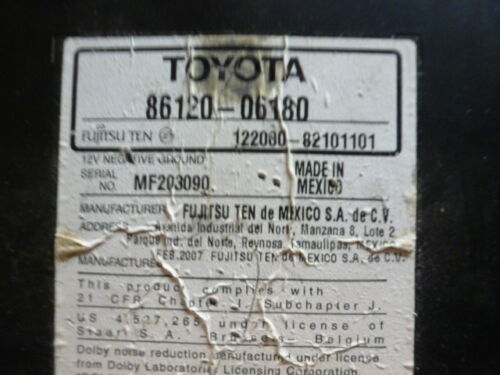 TOYOTA
86120-06180
FUJITSU TEN 122000-82101101
12V NEGATIVE GROUND
SERIAL NO. MF203090
MADE IN MEXICO
MANUFACTURER FUJITSU TEN de MEXICO S.A. de C.V.
ADDRESS Avenida Industrial del Norte, Manzana 8, Lote 2
Parque Ind. del Norte, Reynosa, Tamaulipas, MEXICO
MANUFACTURE FEB.2007 FUJITSU TEN de MEXICO S.A. de C.V.
This product complies with
21 CFR Chapter I, Subchapter J.
US 4,527,265 under license of
Staar S.A. Brussels- Belgium
Dolby noise reduction manufactured under license
from Dolby Laboratories Licensing Corporation.